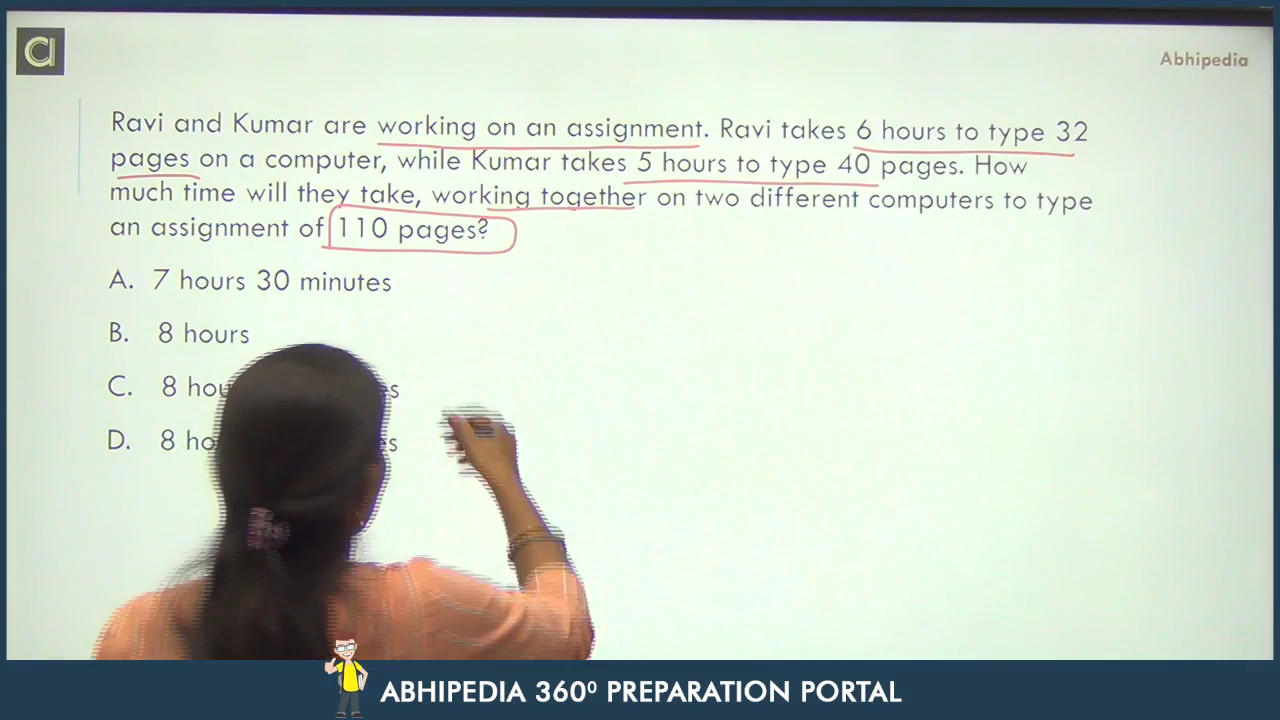 a
Abhipedia
Ravi and Kumar are working on an assignment. Ravi takes 6 hours to type 32
pages on a computer, while Kumar takes 5 hours to type 40 pages. How
much time will they take, working together on two different computers to type
an assignment of 110 pages?
A. 7 hours 30 minutes
B. 8 hours
C. 8
D. 8
ABHIPEDIA 360⁰ PREPARATION PORTAL